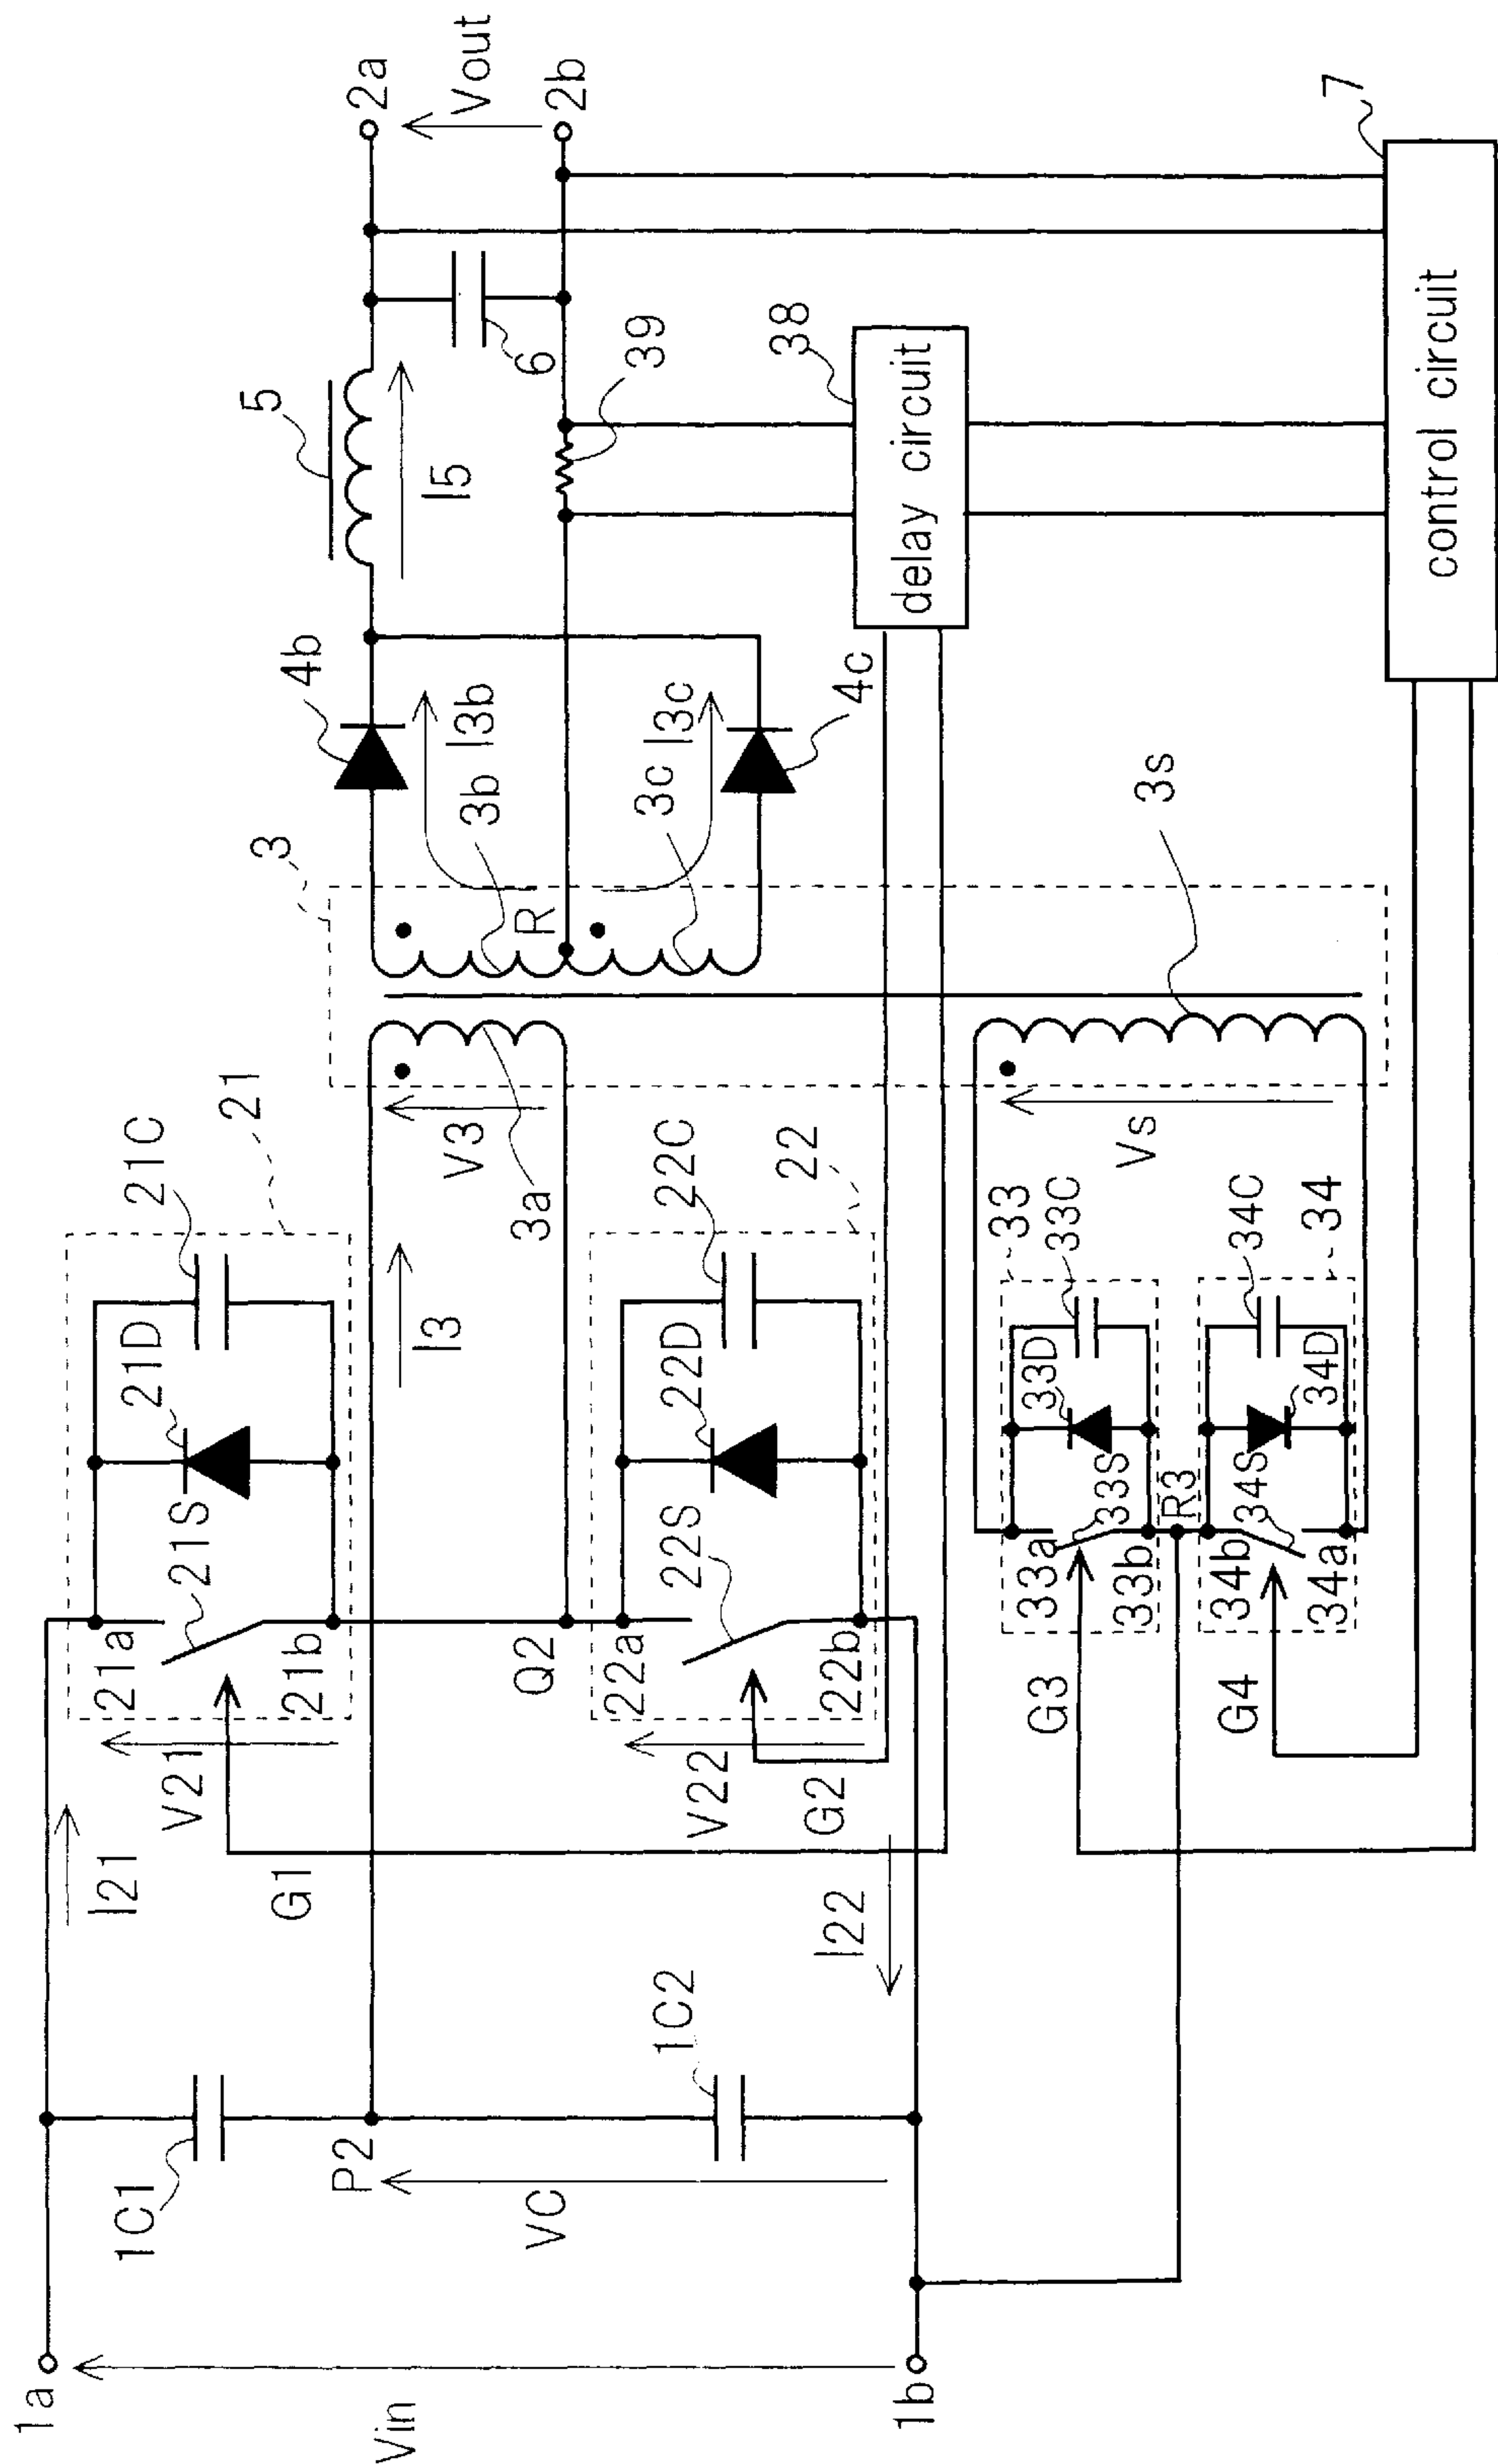 1a
Vin
1b
1C1
P2
VC
1C2
I21
G1
I22
V21
V22
G2
21a
21b
21S
21D
21C
21
Q2
22a
22b
22S
22D
22C
22
I3
V3
3a
3
3b
3c
R
I3b
I3c
4b
4c
5
I5
6
39
38
delay circuit
2a
Vout
2b
7
control circuit
G3
G4
33a
33b
33S
33D
33C
33
R3
34b
34a
34S
34D
34C
34
Vs
3s